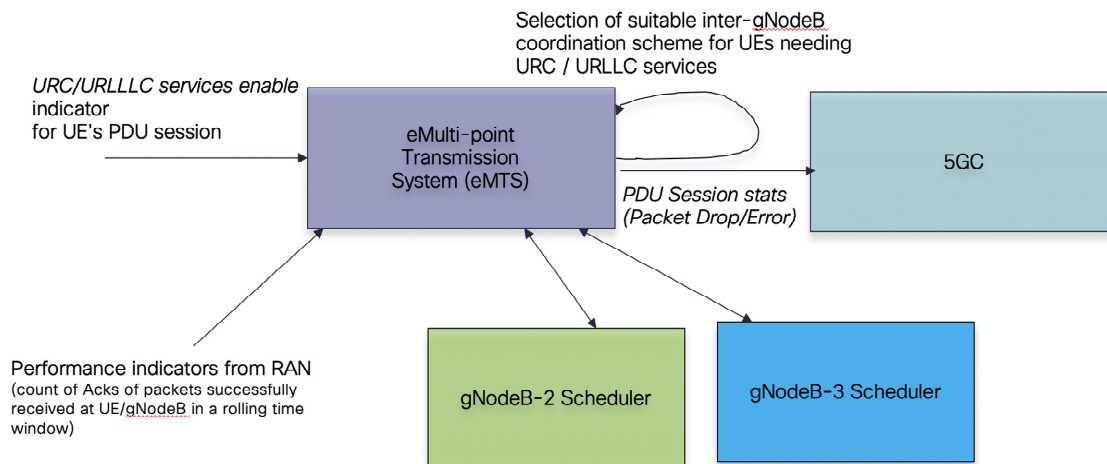 Selection of suitable inter-gNodeB
coordination scheme for UEs needing
URC / URLLC services
URC/URLLLC services enable
indicator
for UE's PDU session
eMulti-point
Transmission
System (eMTS)
5GC
PDU Session stats
(Packet Drop/Error)
Performance indicators from RAN
(count of Acks of packets successfully
received at UE/gNodeB in a rolling time
window)
gNodeB-2 Scheduler
gNodeB-3 Scheduler